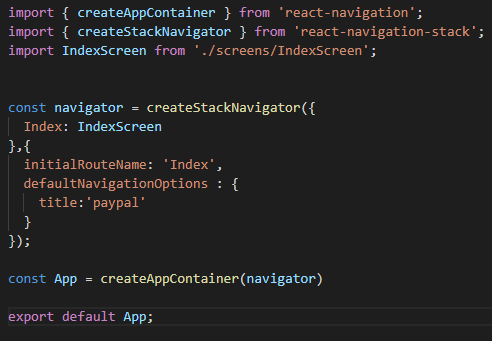 import { createAppContainer } from 'react-navigation';
import { createStackNavigator } from 'react-navigation-stack';
import IndexScreen from './screens/IndexScreen';
const navigator = createStackNavigator({
  Index: IndexScreen
},{
  initialRouteName: 'Index',
  defaultNavigationOptions : {
    title:'paypal'
  }
});
const App = createAppContainer(navigator)
export default App;